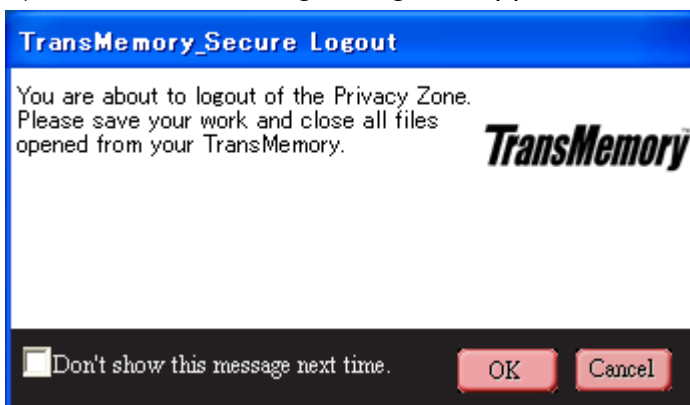 TransMemory_Secure Logout
You are about to logout of the Privacy Zone.
Please save your work and close all files
opened from your TransMemory.
TransMemory
Don't show this message next time.
OK
Cancel